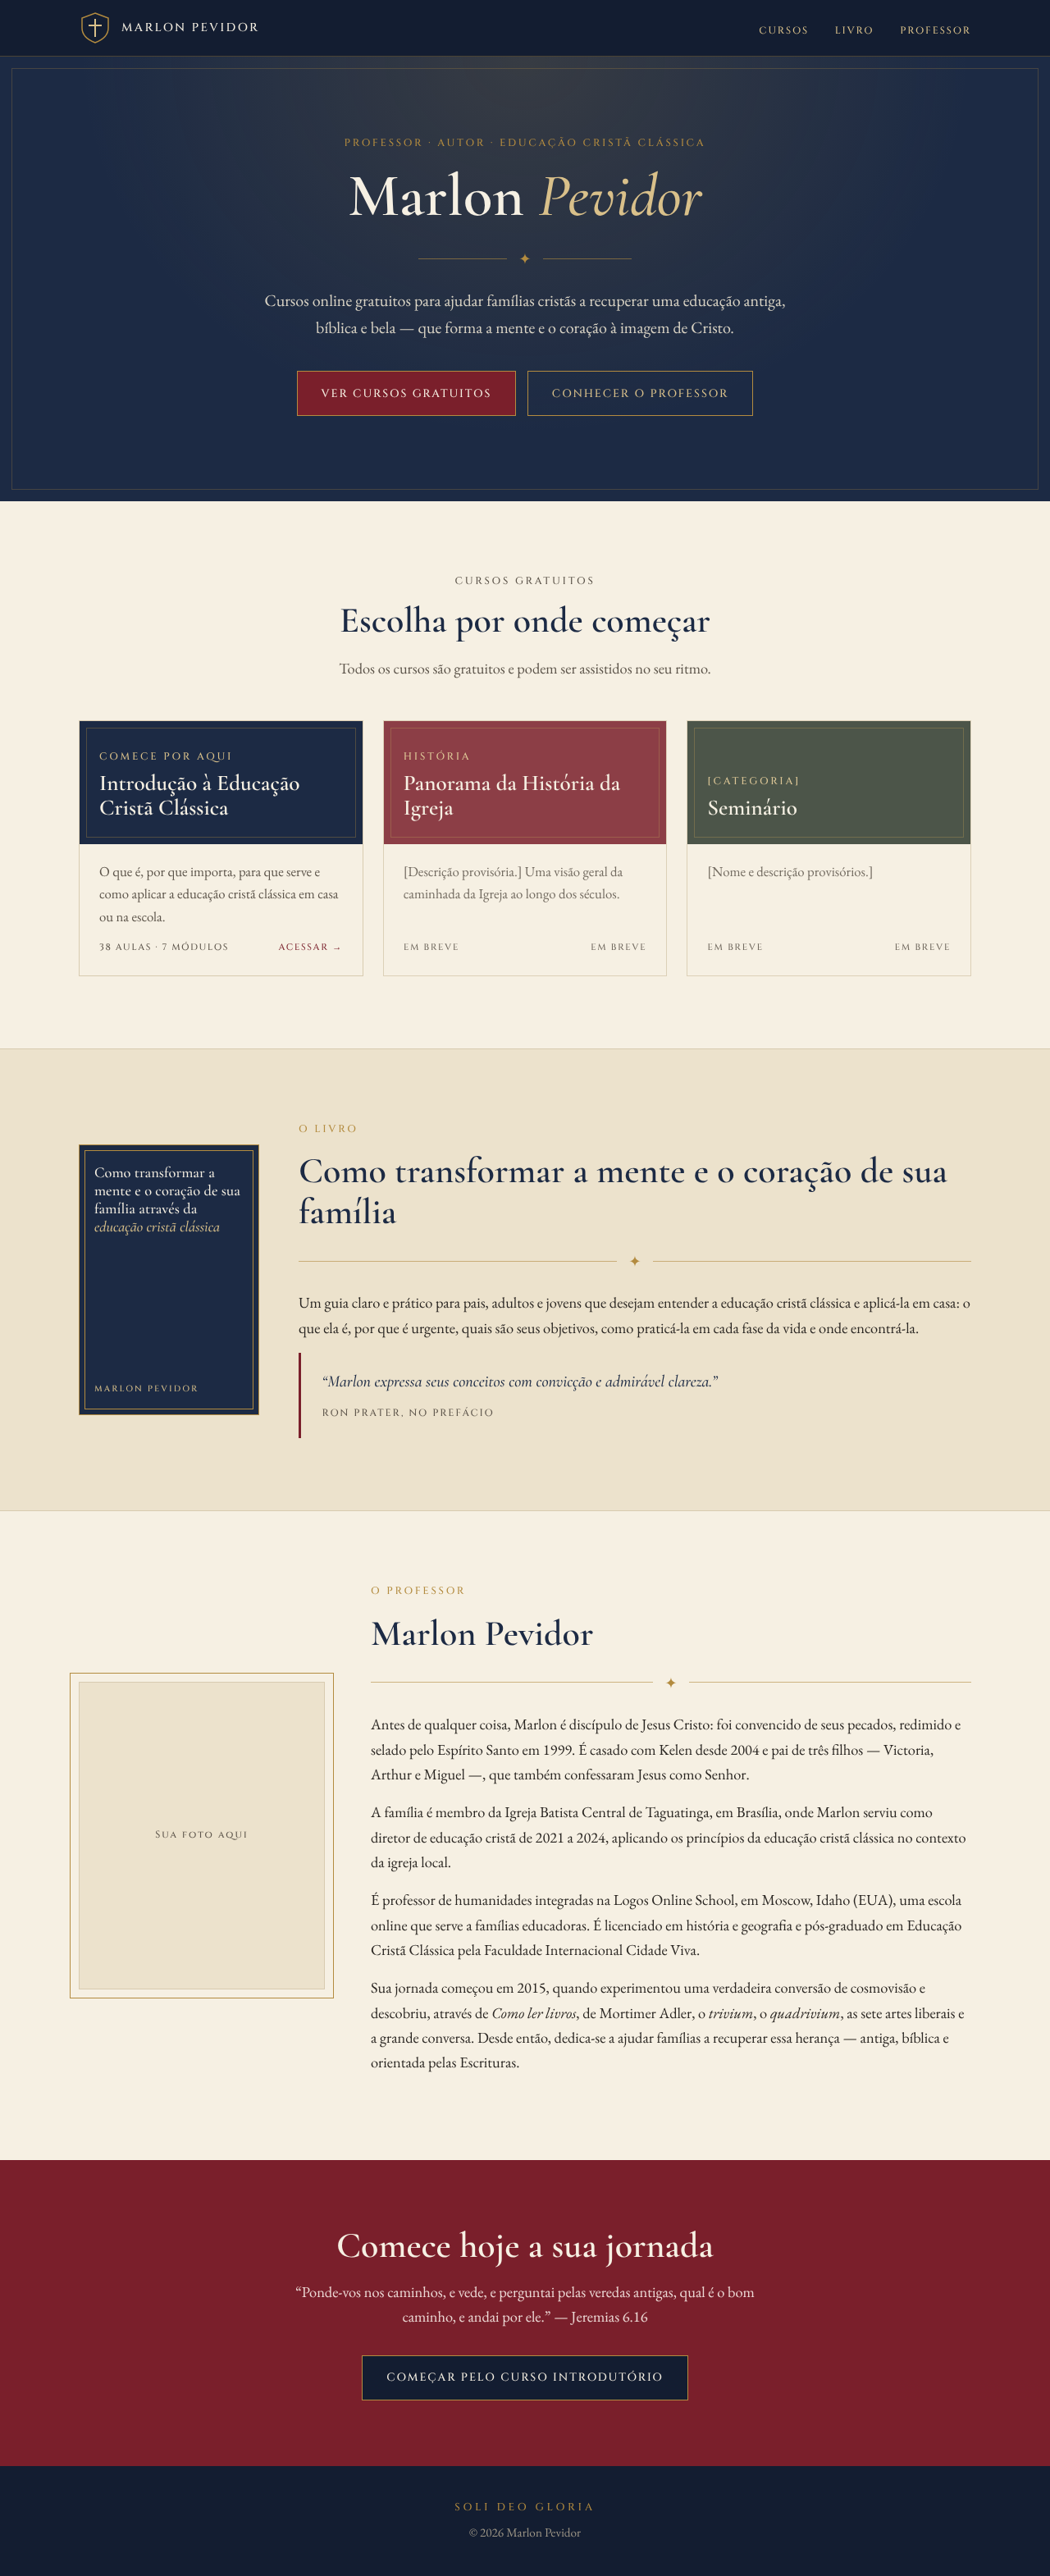 MARLON PEVIDOR
CURSOS LIVRO PROFESSOR
PROFESSOR · AUTOR · EDUCAÇÃO CRISTÃ CLÁSSICA
Marlon Pevidor
Cursos online gratuitos para ajudar famílias cristãs a recuperar uma educação antiga,
bíblica e bela — que forma a mente e o coração à imagem de Cristo.
VER CURSOS GRATUITOS
CONHECER O PROFESSOR
CURSOS GRATUITOS
Escolha por onde começar
Todos os cursos são gratuitos e podem ser assistidos no seu ritmo.
COMECE POR AQUI
Introdução à Educação
Cristã Clássica
O que é, por que importa, para que serve e
como aplicar a educação cristã clássica em casa
ou na escola.
38 AULAS · 7 MÓDULOS
ACESSAR →
HISTÓRIA
Panorama da História da
Igreja
[Descrição provisória.] Uma visão geral da
caminhada da Igreja ao longo dos séculos.
EM BREVE
EM BREVE
[CATEGORIA]
Seminário
[Nome e descrição provisórios.]
EM BREVE
EM BREVE
Como transformar a
mente e o coração de sua
família através da
educação cristã clássica
MARLON PEVIDOR
O LIVRO
Como transformar a mente e o coração de sua
família
Um guia claro e prático para pais, adultos e jovens que desejam entender a educação cristã clássica e aplicá-la em casa: o
que ela é, por que é urgente, quais são seus objetivos, como praticá-la em cada fase da vida e onde encontrá-la.
“Marlon expressa seus conceitos com convicção e admirável clareza.”
RON PRATER, NO PREFÁCIO
SUA FOTO AQUI
O PROFESSOR
Marlon Pevidor
Antes de qualquer coisa, Marlon é discípulo de Jesus Cristo: foi convencido de seus pecados, redimido e
selado pelo Espírito Santo em 1999. É casado com Kelen desde 2004 e pai de três filhos — Victoria,
Arthur e Miguel —, que também confessaram Jesus como Senhor.
A família é membro da Igreja Batista Central de Taguatinga, em Brasília, onde Marlon serviu como
diretor de educação cristã de 2021 a 2024, aplicando os princípios da educação cristã clássica no contexto
da igreja local.
É professor de humanidades integradas na Logos Online School, em Moscow, Idaho (EUA), uma escola
online que serve a famílias educadoras. É licenciado em história e geografia e pós-graduado em Educação
Cristã Clássica pela Faculdade Internacional Cidade Viva.
Sua jornada começou em 2015, quando experimentou uma verdadeira conversão de cosmovisão e
descobriu, através de Como ler livros, de Mortimer Adler, o trivium, o quadrivium, as sete artes liberais e
a grande conversa. Desde então, dedica-se a ajudar famílias a recuperar essa herança — antiga, bíblica e
orientada pelas Escrituras.
Comece hoje a sua jornada
“Ponde-vos nos caminhos, e vede, e perguntai pelas veredas antigas, qual é o bom
caminho, e andai por ele.” — Jeremias 6.16
COMEÇAR PELO CURSO INTRODUTÓRIO
SOLI DEO GLORIA
© 2026 Marlon Pevidor